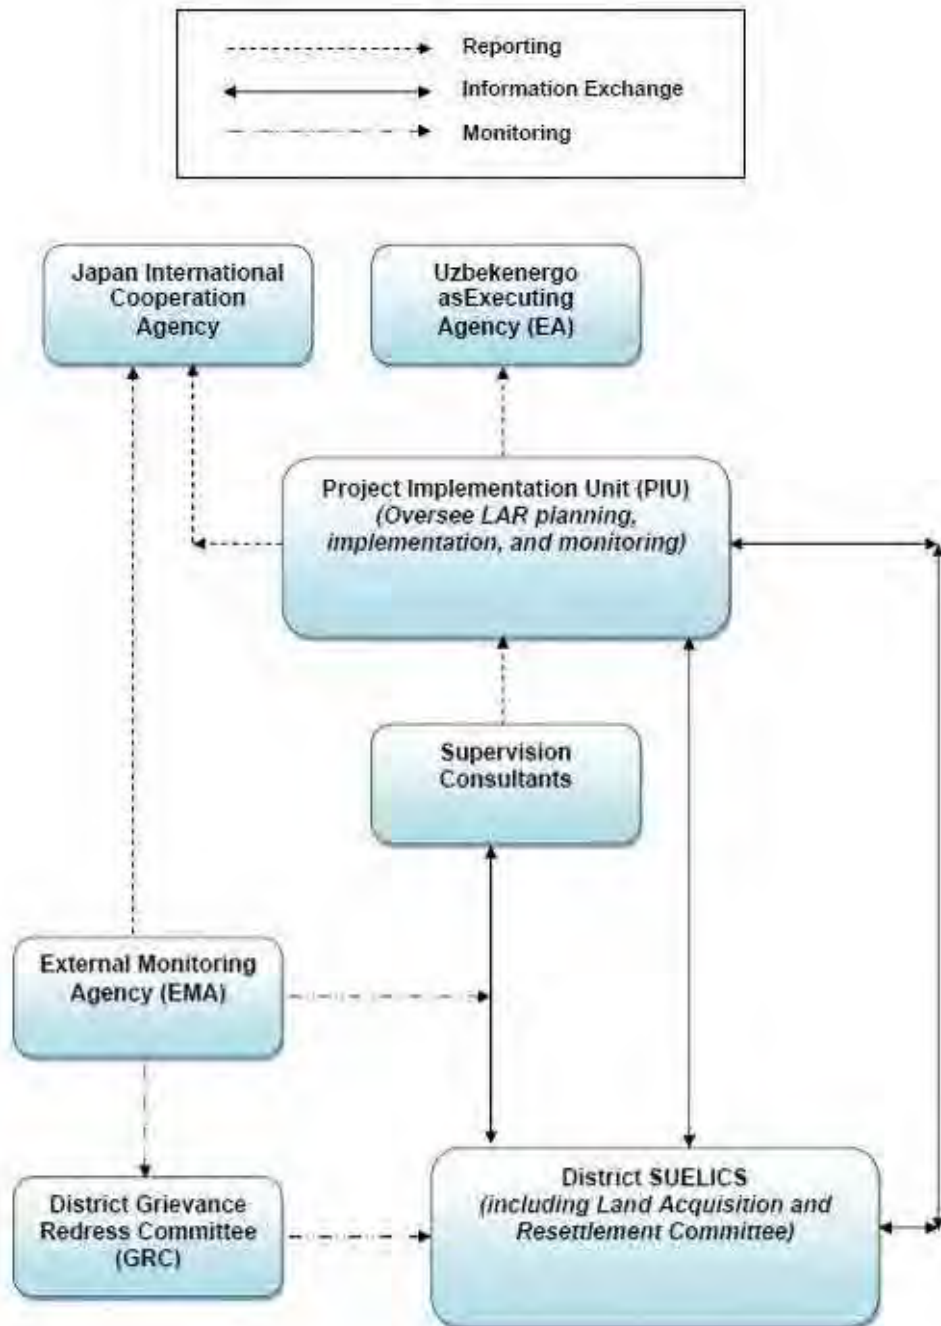 Reporting
Information Exchange
Monitoring
Japan International
Cooperation
Agency
Uzbekenergo
asExecuting
Agency (EA)
Project Implementation Unit (PIU)
(Oversee LAR planning,
implementation, and monitoring)
Supervision
Consultants
External Monitoring
Agency (EMA)
District Grievance
Redress Committee
(GRC)
District SUELICS
(including Land Acquisition and
Resettlement Committee)